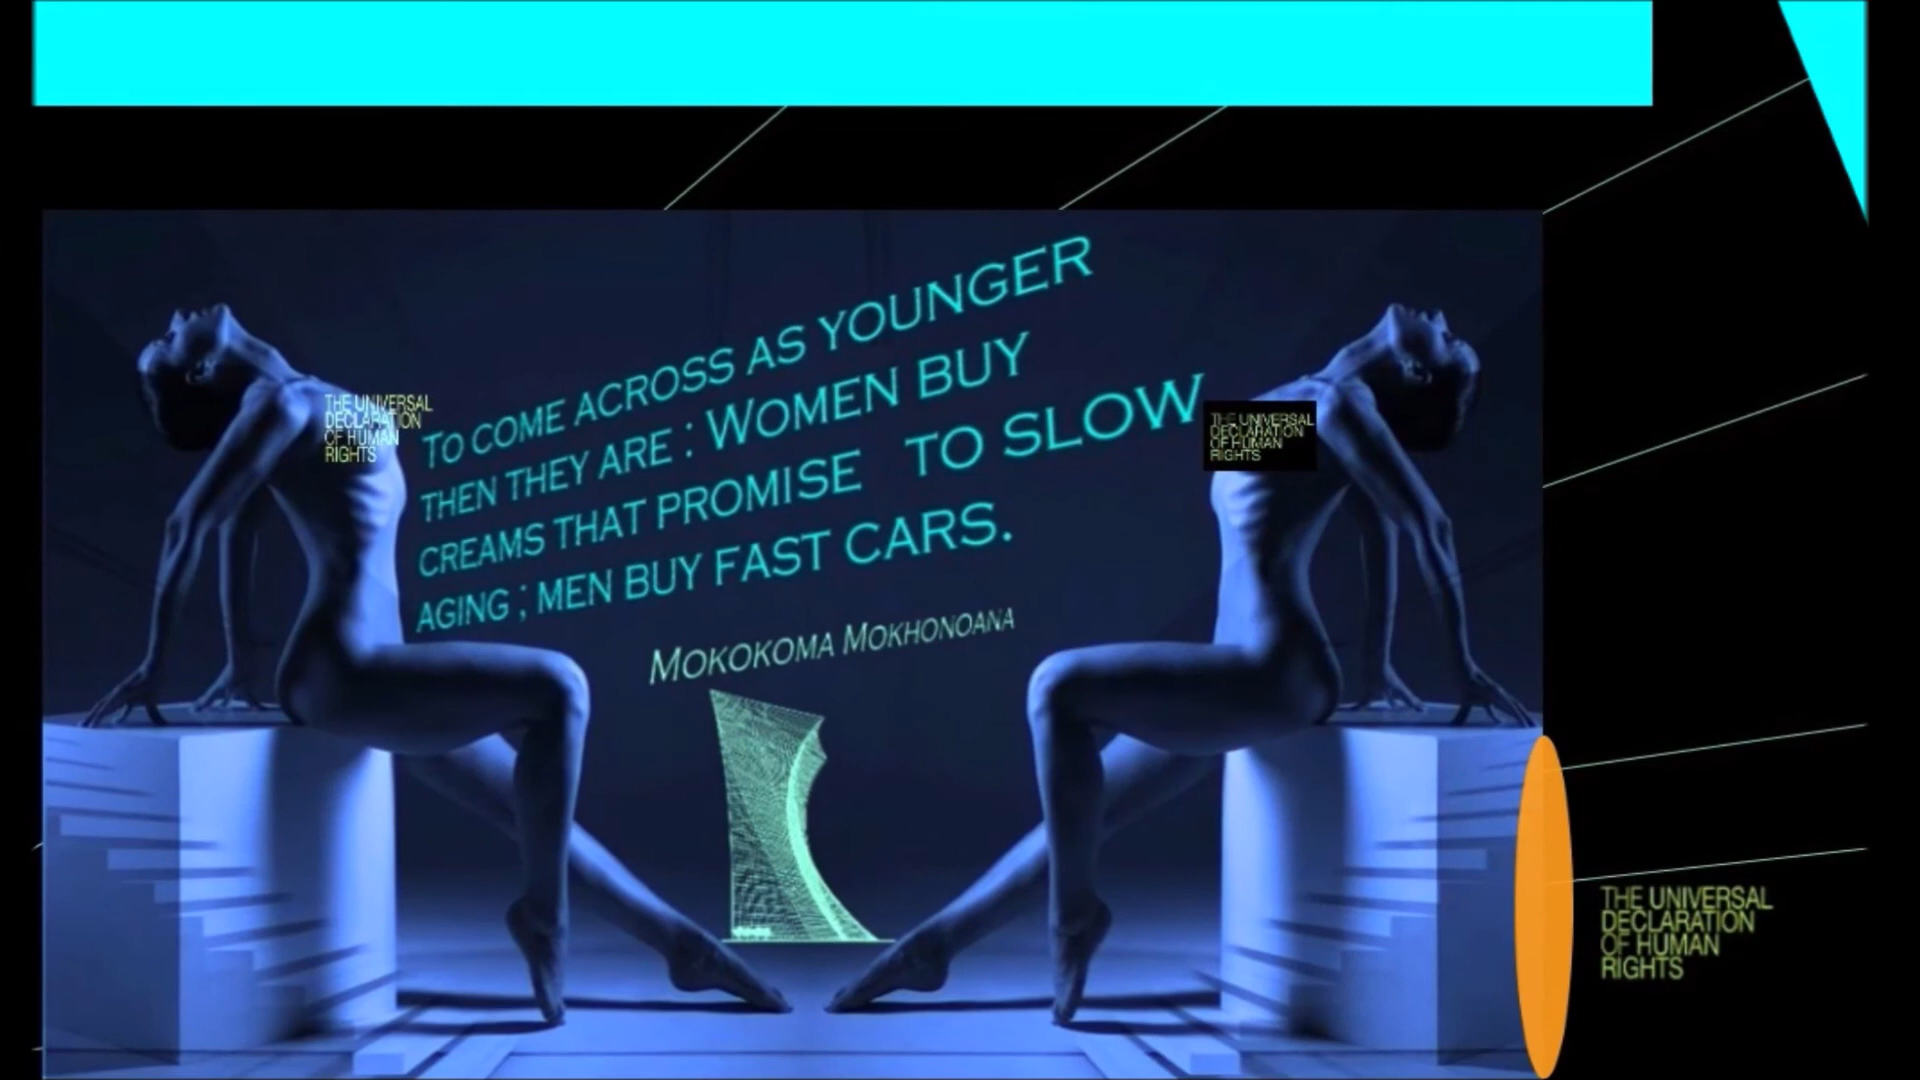 TO COME ACROSS AS YOUNGER
THEN THEY ARE : WOMEN BUY
CREAMS THAT PROMISE TO SLOW
AGING ; MEN BUY FAST CARS.
MOKOKOMA MOKHONOANA
THE UNIVERSAL
DECLARATION
OF HUMAN
RIGHTS
THE UNIVERSAL
DECLARATION
OF HUMAN
RIGHTS
THE UNIVERSAL
DECLARATION
OF HUMAN
RIGHTS